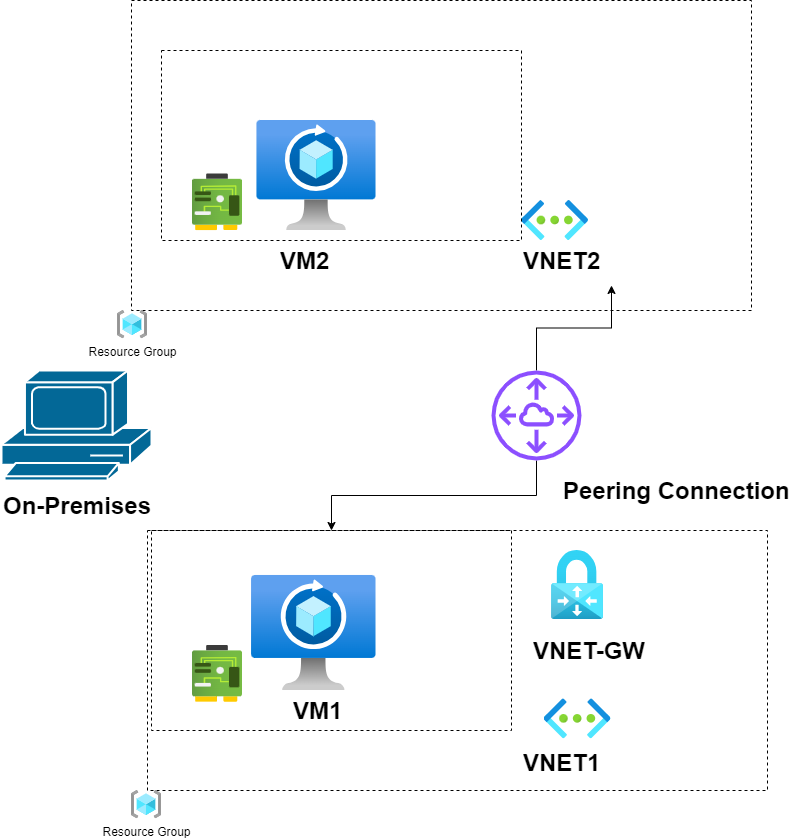 VM2
VNET2
Resource Group
On-Premises
Peering Connection
VNET-GW
VM1
VNET1
Resource Group